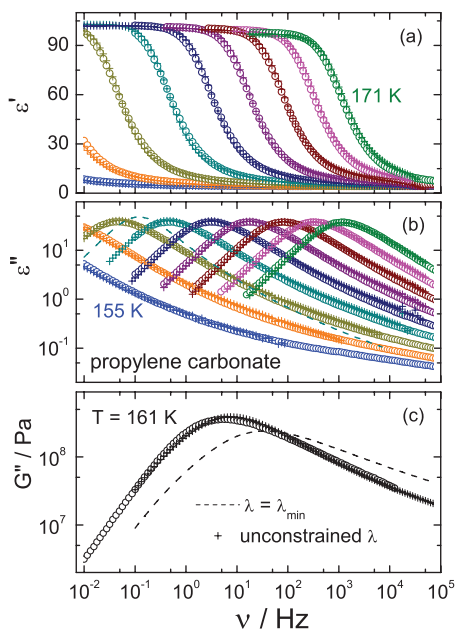 (a)
90
60
30
0
ε'
171 K
(b)
10¹
10⁰
10⁻¹
ε''
155 K
propylene carbonate
(c)
T = 161 K
10⁸
10⁷
G'' / Pa
λ = λmin
unconstrained λ
10⁻² 10⁻¹ 10⁰ 10¹ 10² 10³ 10⁴ 10⁵
ν / Hz